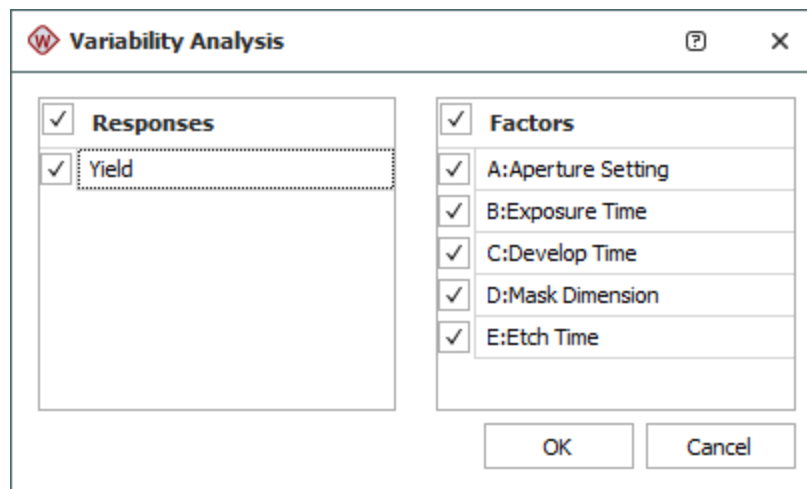 W Variability Analysis ?
Responses
Yield
Factors
A:Aperture Setting
B:Exposure Time
C:Develop Time
D:Mask Dimension
E:Etch Time
OK
Cancel